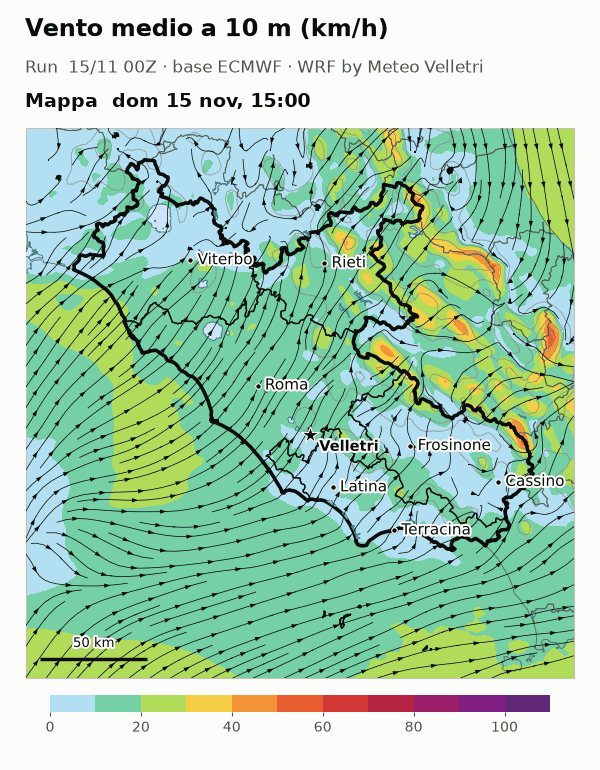 Vento medio a 10 m (km/h)
Run 15/11 00Z · base ECMWF · WRF by Meteo Velletri
Mappa dom 15 nov, 15:00
Viterbo
Rieti
Roma
Velletri
Frosinone
Latina
Cassino
Terracina
50 km
0 20 40 60 80 100